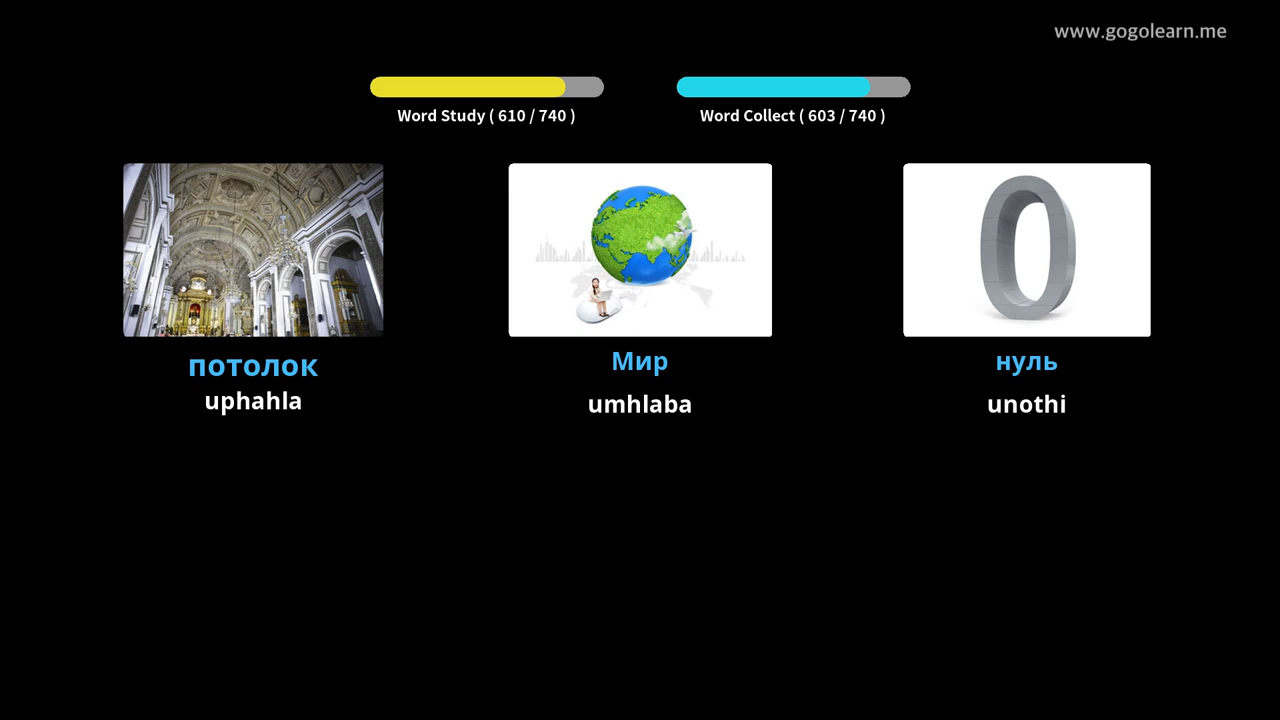 www.gogolearn.me
Word Study ( 610 / 740 )
Word Collect ( 603 / 740 )
потолок
uphahla
Мир
umhlaba
нуль
unothi